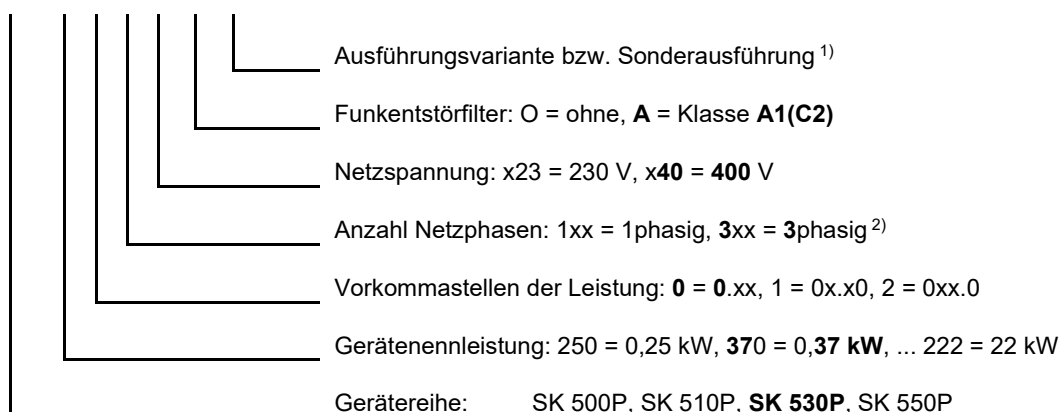 Ausführungsvariante bzw. Sonderausführung 1)
Funkentstörfilter: O = ohne, A = Klasse A1(C2)
Netzspannung: x23 = 230 V, x40 = 400 V
Anzahl Netzphasen: 1xx = 1phasig, 3xx = 3phasig 2)
Vorkommastellen der Leistung: 0 = 0.xx, 1 = 0x.x0, 2 = 0xx.0
Gerätenennleistung: 250 = 0,25 kW, 370 = 0,37 kW, ... 222 = 22 kW
Gerätereihe: SK 500P, SK 510P, SK 530P, SK 550P